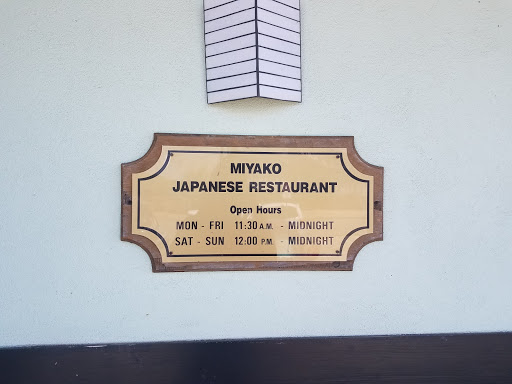 MIYAKO
JAPANESE RESTAURANT
Open Hours
MON - FRI 11:30 A.M. - MIDNIGHT
SAT - SUN 12:00 P.M. - MIDNIGHT